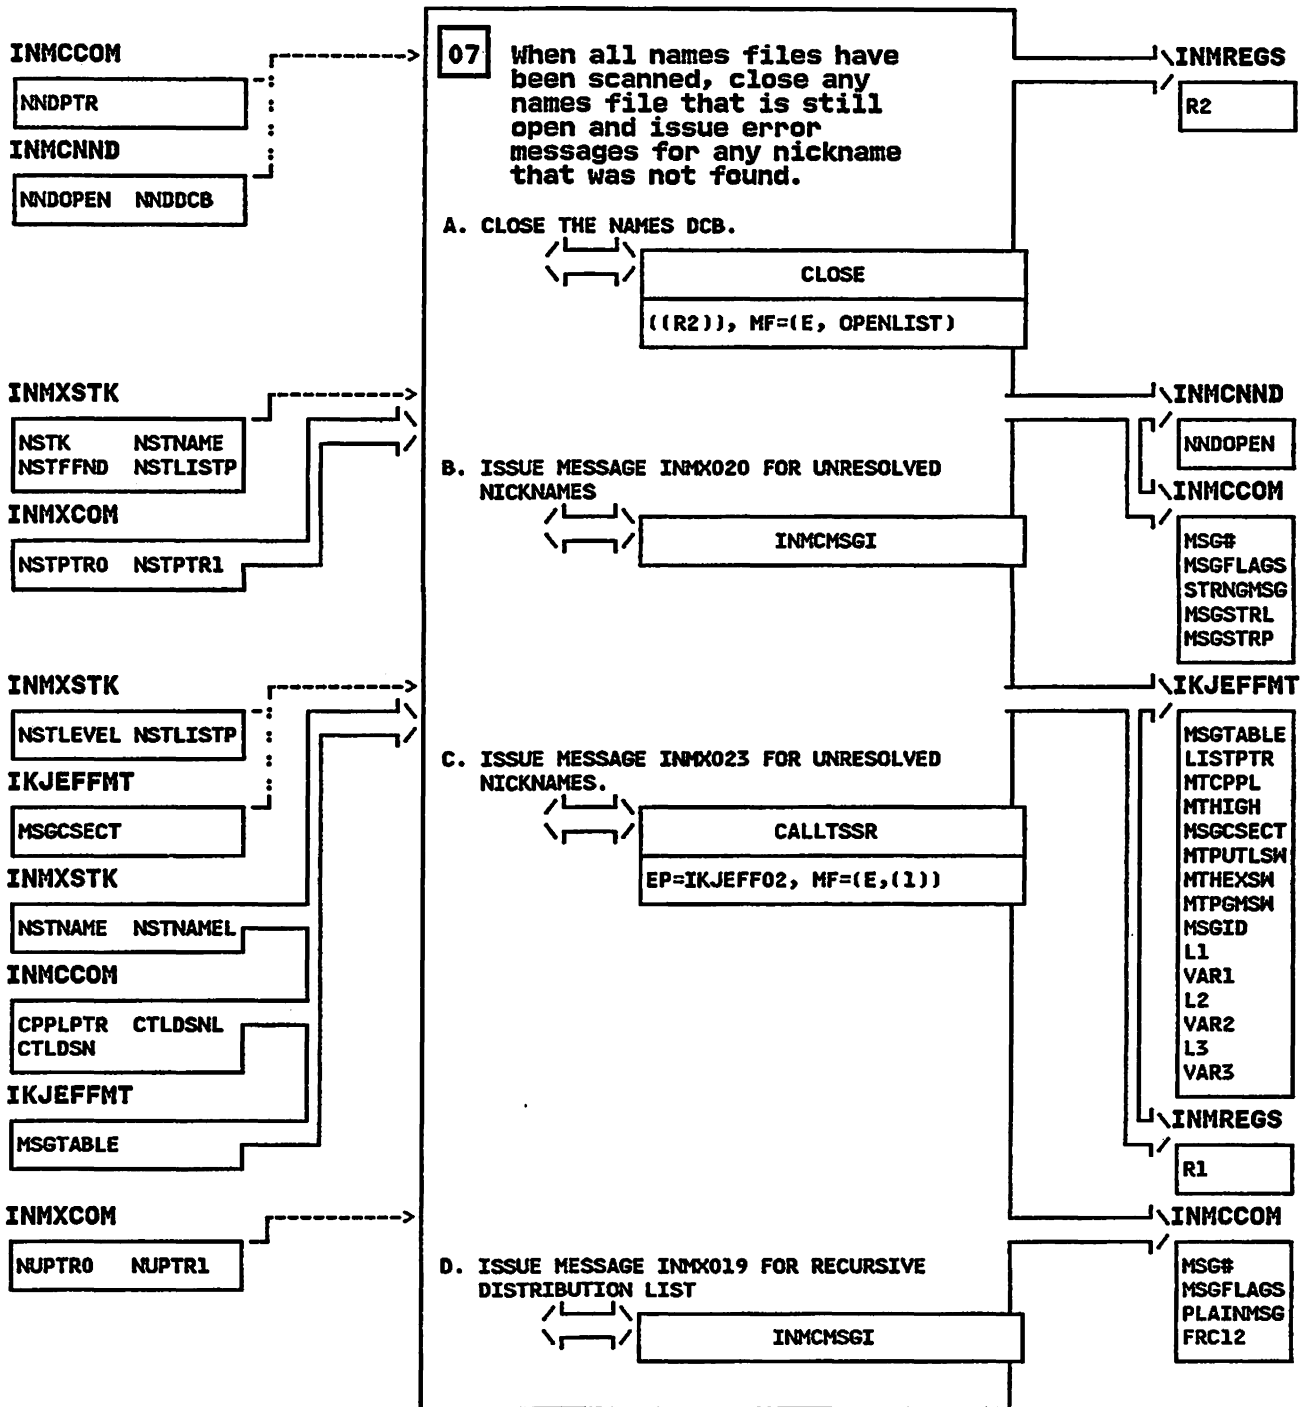 INMCCOM
NNDPTR
INMCNND
NNDOPEN NNDDCB
07
When all names files have
been scanned, close any
names file that is still
open and issue error
messages for any nickname
that was not found.
INMREGS
R2
A. CLOSE THE NAMES DCB.
CLOSE
((R2)), MF=(E, OPENLIST)
INMXSTK
NSTK NSTNAME
NSTFFND NSTLISTP
INMXCOM
NSTPTR0 NSTPTR1
B. ISSUE MESSAGE INMX020 FOR UNRESOLVED
NICKNAMES
INMCMSGI
INMCNND
NNDOPEN
INMCCOM
MSG#
MSGFLAGS
STRNGMSG
MSGSTRL
MSGSTRP
INMXSTK
NSTLEVEL NSTLISTP
IKJEFFMT
MSGCSECT
INMXSTK
NSTNAME NSTNAMEL
INMCCOM
CPPLPTR CTLDSNL
CTLDSN
IKJEFFMT
MSGTABLE
C. ISSUE MESSAGE INMX023 FOR UNRESOLVED
NICKNAMES.
CALLTSSR
EP=IKJEFF02, MF=(E,(1))
IKJEFFMT
MSGTABLE
LISTPTR
MTCPPL
MTHIGH
MSGCSECT
MTPUTLSW
MTHEXSW
MTPGMSW
MSGID
L1
VAR1
L2
VAR2
L3
VAR3
INMREGS
R1
INMXCOM
NUPTR0 NUPTR1
D. ISSUE MESSAGE INMX019 FOR RECURSIVE
DISTRIBUTION LIST
INMCMSGI
INMCCOM
MSG#
MSGFLAGS
PLAINMSG
FRC12